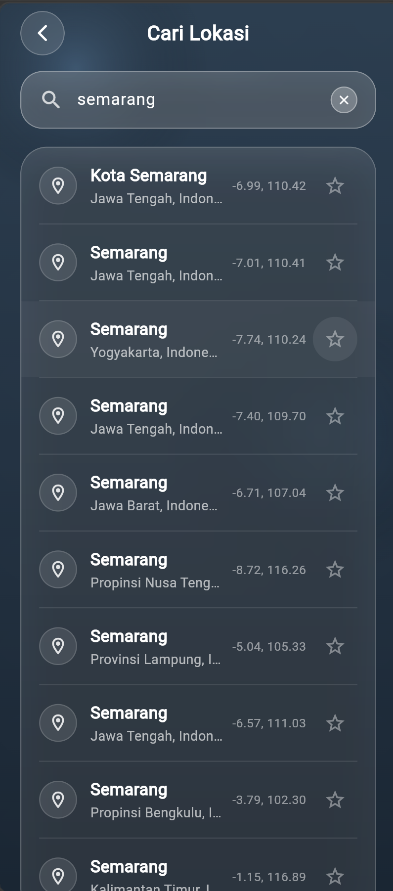 Cari Lokasi
semarang
Kota Semarang
Jawa Tengah, Indon...
-6.99, 110.42
Semarang
Jawa Tengah, Indon...
-7.01, 110.41
Semarang
Yogyakarta, Indone...
-7.74, 110.24
Semarang
Jawa Tengah, Indon...
-7.40, 109.70
Semarang
Jawa Barat, Indone...
-6.71, 107.04
Semarang
Propinsi Nusa Teng...
-8.72, 116.26
Semarang
Provinsi Lampung, I...
-5.04, 105.33
Semarang
Jawa Tengah, Indon...
-6.57, 111.03
Semarang
Propinsi Bengkulu, I...
-3.79, 102.30
Semarang
Kalimantan Timur, I...
-1.15, 116.89